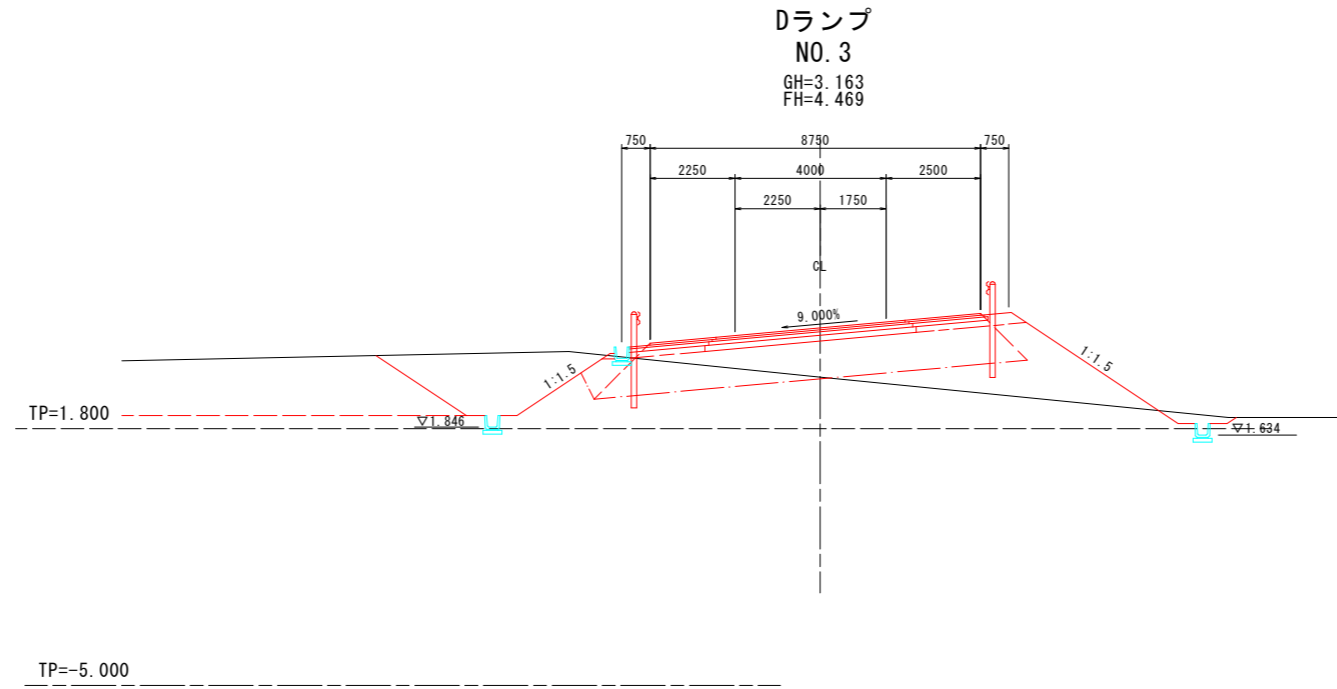 Dランプ
NO. 3
GH=3. 163
FH=4. 469
750 8750 750
2250 4000 2500
2250 1750
CL
9. 000%
1:1.5 1:1.5
TP=1. 800
▽1. 846 ▽1. 634
TP=-5. 000